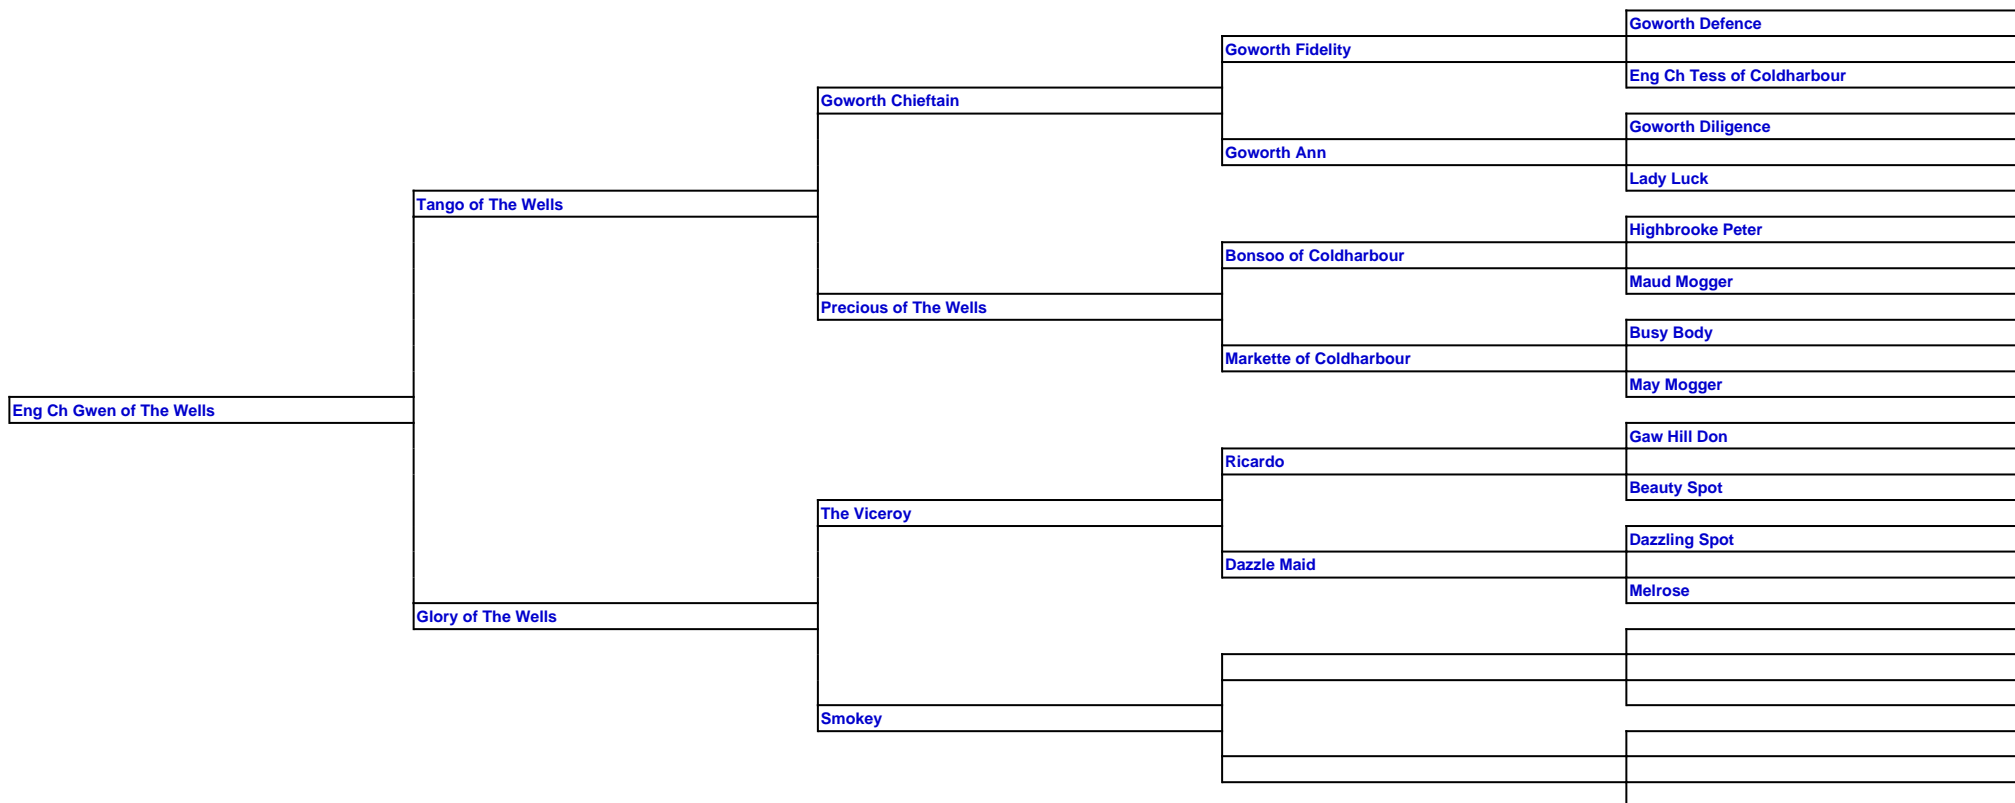 Goworth Defence
Goworth Fidelity
Eng Ch Tess of Coldharbour
Goworth Chieftain
Goworth Diligence
Goworth Ann
Lady Luck
Tango of The Wells
Highbrooke Peter
Bonsoo of Coldharbour
Maud Mogger
Precious of The Wells
Busy Body
Markette of Coldharbour
May Mogger
Eng Ch Gwen of The Wells
Gaw Hill Don
Ricardo
Beauty Spot
The Viceroy
Dazzling Spot
Dazzle Maid
Melrose
Glory of The Wells
Smokey